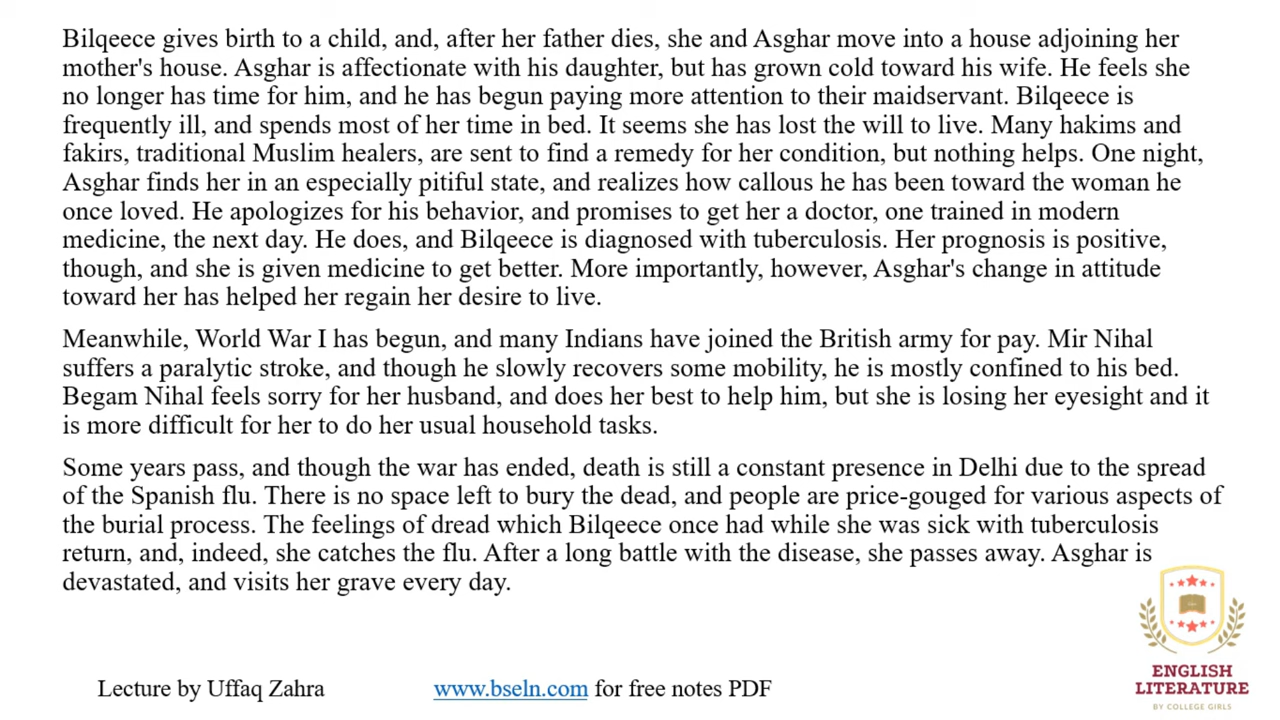 Bilqeece gives birth to a child, and, after her father dies, she and Asghar move into a house adjoining her
mother's house. Asghar is affectionate with his daughter, but has grown cold toward his wife. He feels she
no longer has time for him, and he has begun paying more attention to their maidservant. Bilqeece is
frequently ill, and spends most of her time in bed. It seems she has lost the will to live. Many hakims and
fakirs, traditional Muslim healers, are sent to find a remedy for her condition, but nothing helps. One night,
Asghar finds her in an especially pitiful state, and realizes how callous he has been toward the woman he
once loved. He apologizes for his behavior, and promises to get her a doctor, one trained in modern
medicine, the next day. He does, and Bilqeece is diagnosed with tuberculosis. Her prognosis is positive,
though, and she is given medicine to get better. More importantly, however, Asghar's change in attitude
toward her has helped her regain her desire to live.
Meanwhile, World War I has begun, and many Indians have joined the British army for pay. Mir Nihal
suffers a paralytic stroke, and though he slowly recovers some mobility, he is mostly confined to his bed.
Begam Nihal feels sorry for her husband, and does her best to help him, but she is losing her eyesight and it
is more difficult for her to do her usual household tasks.
Some years pass, and though the war has ended, death is still a constant presence in Delhi due to the spread
of the Spanish flu. There is no space left to bury the dead, and people are price-gouged for various aspects of
the burial process. The feelings of dread which Bilqeece once had while she was sick with tuberculosis
return, and, indeed, she catches the flu. After a long battle with the disease, she passes away. Asghar is
devastated, and visits her grave every day.
Lecture by Uffaq Zahra
www.bseln.com for free notes PDF
ENGLISH
LITERATURE
BY COLLEGE GIRLS